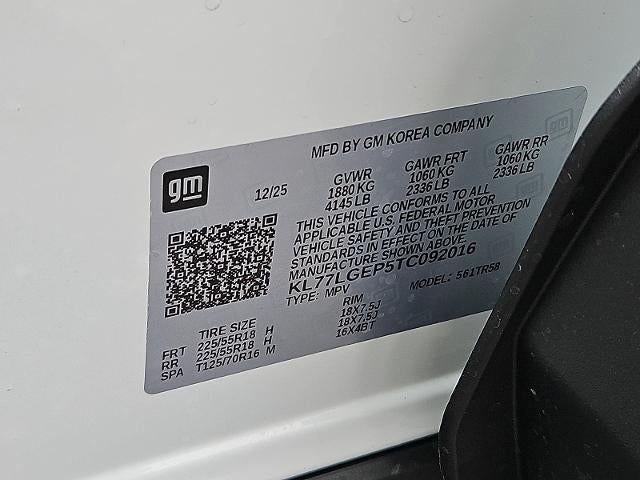 MFD BY GM KOREA COMPANY
gm
12/25
GVWR
1880 KG
4145 LB
GAWR FRT
1060 KG
2336 LB
GAWR RR
1060 KG
2336 LB
THIS VEHICLE CONFORMS TO ALL
APPLICABLE U.S. FEDERAL MOTOR
VEHICLE SAFETY AND THEFT PREVENTION
STANDARDS IN EFFECT ON THE DATE OF
MANUFACTURE SHOWN ABOVE
KL77LGEP5TC092016
TYPE: MPV
MODEL: 561TR58
TIRE SIZE
RIM
FRT 225/55R18 H 18X7.5J
RR 225/55R18 H 18X7.5J
SPA T125/70R16 M 16X4BT